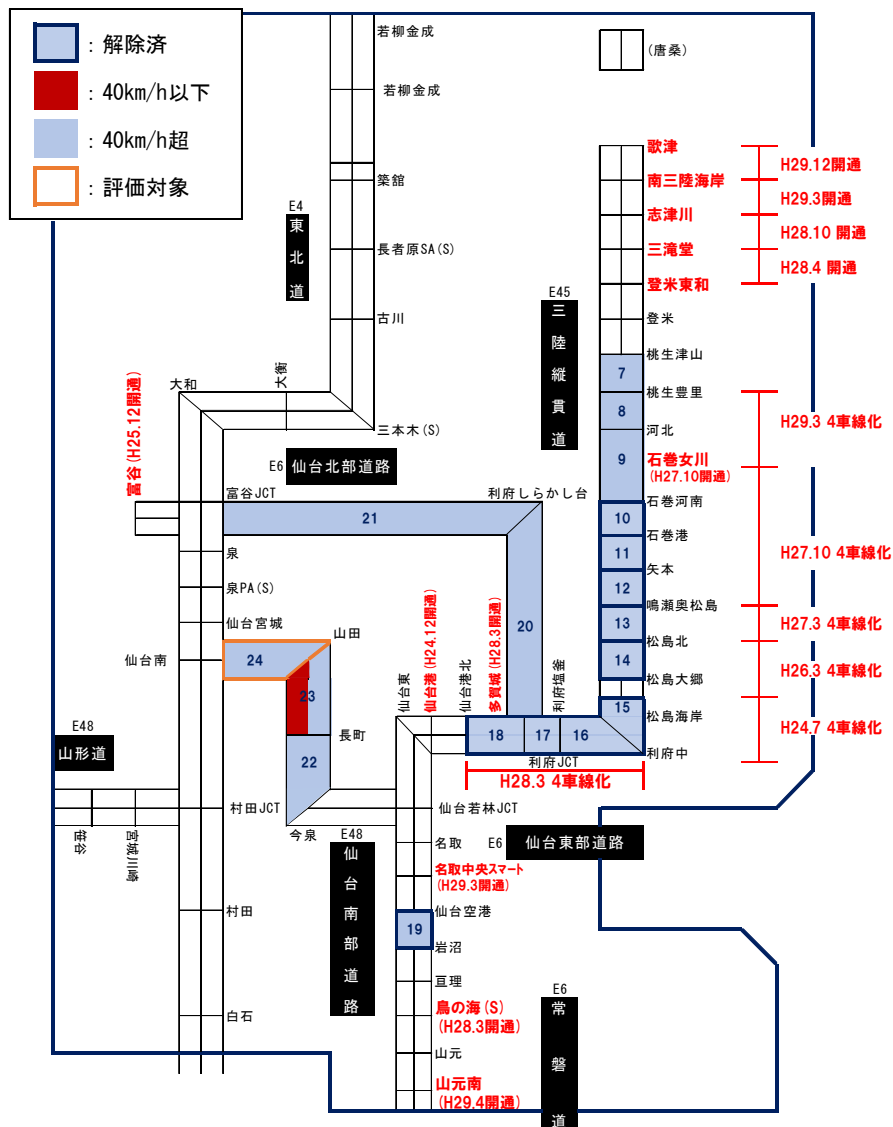 ：解除済
：40km/h以下
：40km/h超
：評価対象
若柳金成
若柳金成
築舘
E4
東北道
長者原SA(S)
古川
大衡
大和
三本木(S)
(唐桑)
歌津
H29.12開通
南三陸海岸
H29.3開通
志津川
H28.10 開通
三滝堂
H28.4 開通
登米東和
E45
三陸縦貫道
登米
桃生津山
7
桃生豊里
8
河北
H29.3 4車線化
9
石巻女川
(H27.10開通)
石巻河南
10
石巻港
11
H27.10 4車線化
矢本
12
鳴瀬奥松島
13
H27.3 4車線化
松島北
14
H26.3 4車線化
松島大郷
15
松島海岸
H24.7 4車線化
利府中
富谷(H25.12開通)
E6
仙台北部道路
富谷JCT
利府しらかし台
21
20
泉
泉PA(S)
仙台宮城
仙台南
24
山田
23
長町
22
今泉
仙台東
仙台港(H24.12開通)
仙台港北
多賀城(H28.3開通)
利府塩釜
18
17
16
利府JCT
H28.3 4車線化
E48
山形道
笹谷
宮城川崎
村田JCT
仙台若林JCT
E48
仙台南部道路
名取
E6
仙台東部道路
名取中央スマート
(H29.3開通)
村田
19
仙台空港
岩沼
亘理
白石
鳥の海(S)
(H28.3開通)
E6
常磐道
山元
山元南
(H29.4開通)